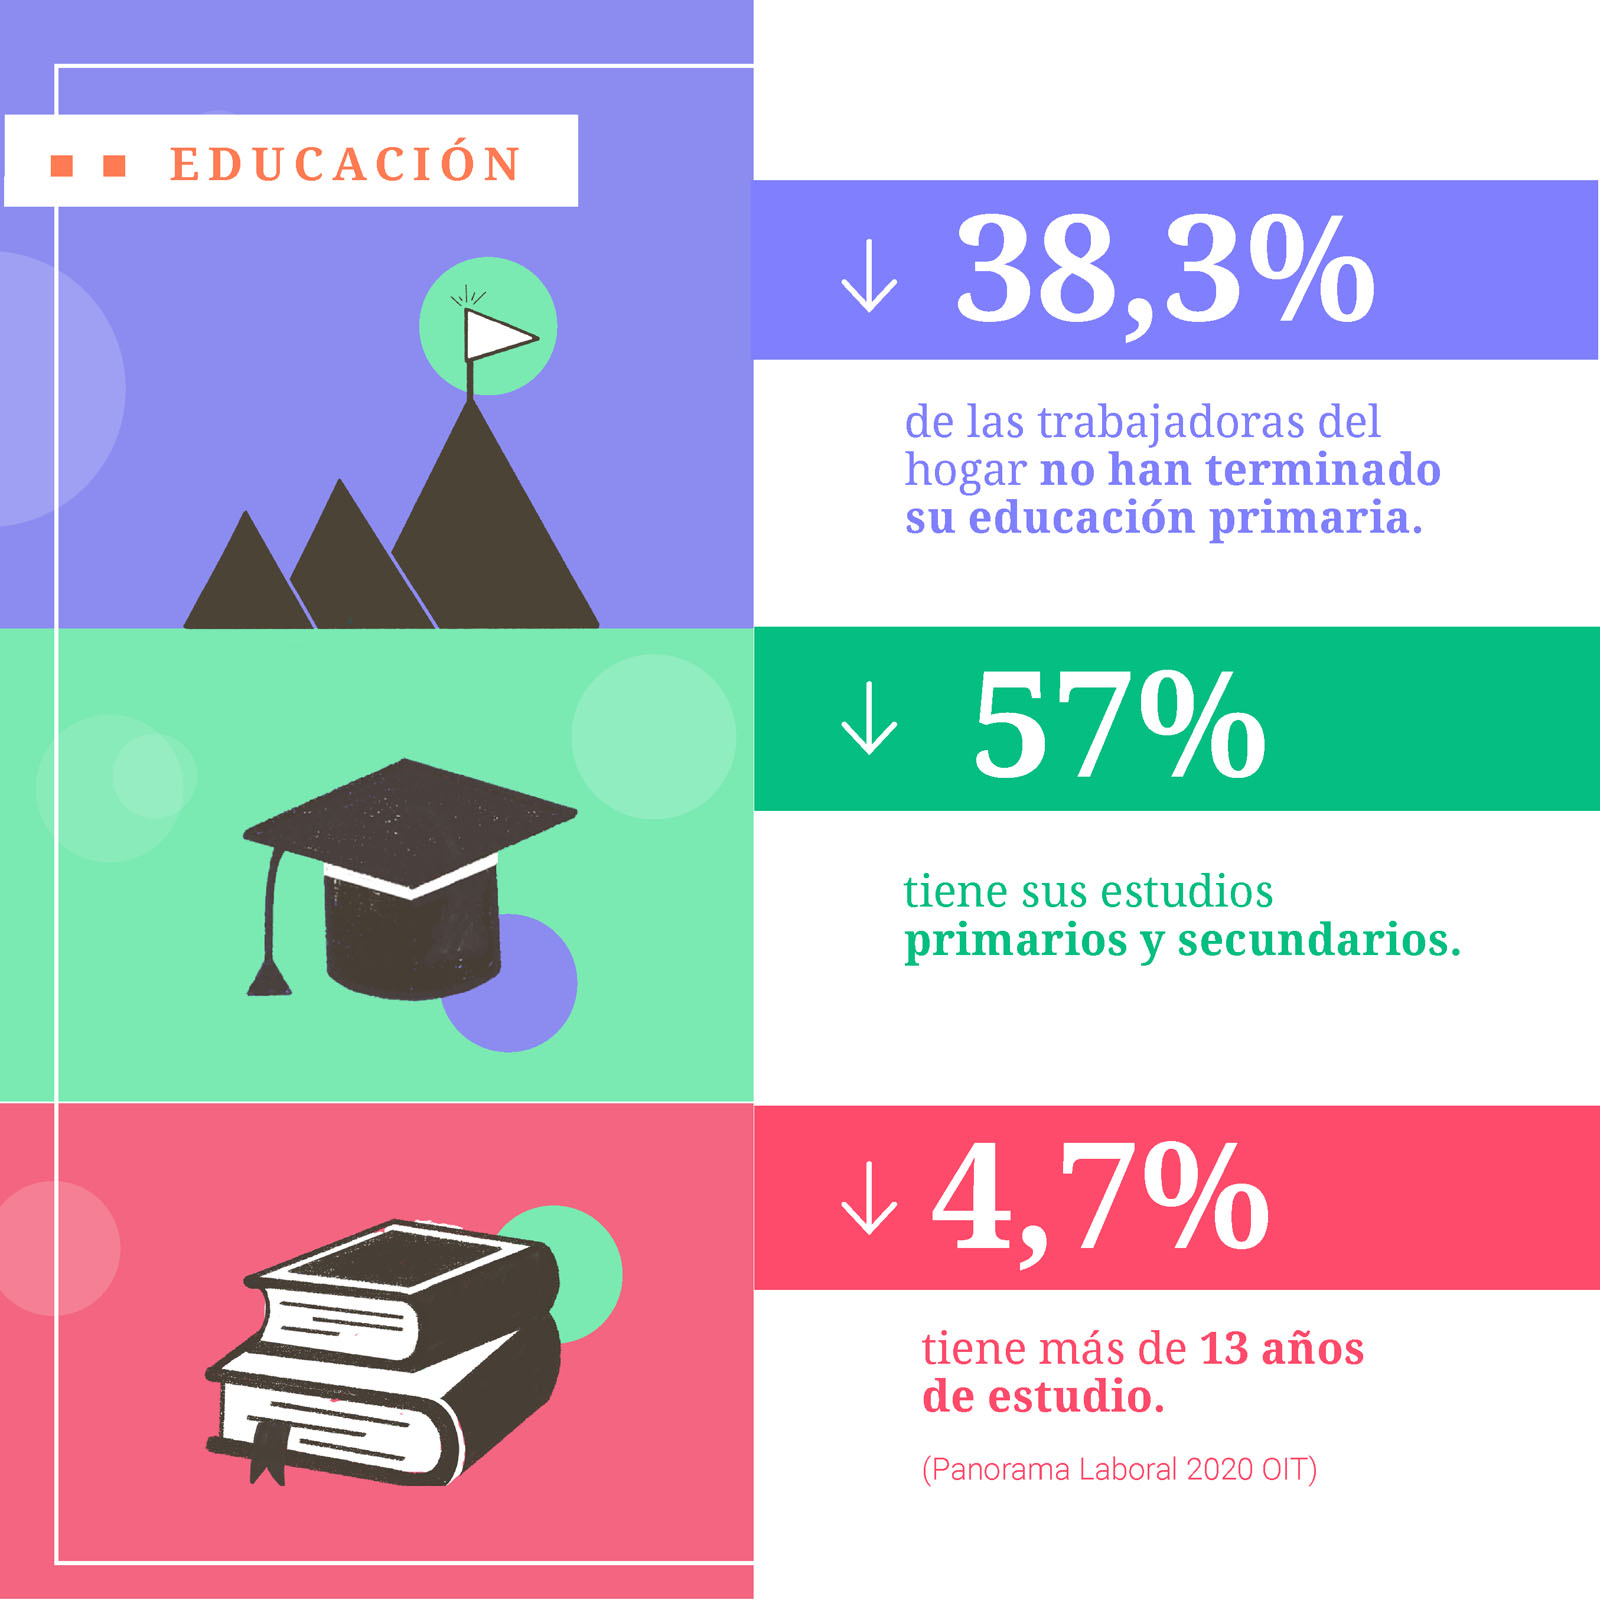 EDUCACIÓN
38,3%
de las trabajadoras del
hogar no han terminado
su educación primaria.
57%
tiene sus estudios
primarios y secundarios.
4,7%
tiene más de 13 años
de estudio.
(Panorama Laboral 2020 OIT)